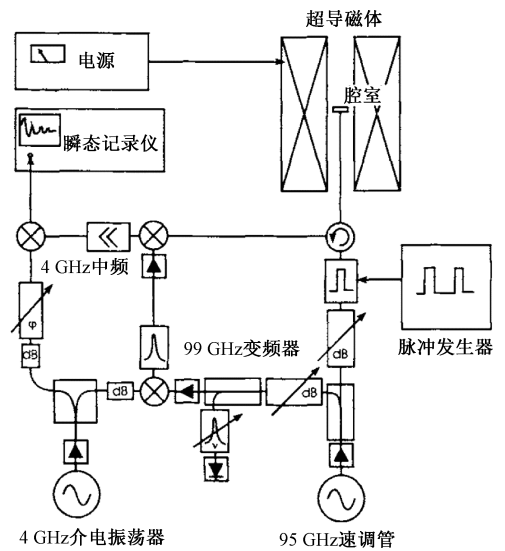 超导磁体
电源
腔室
瞬态记录仪
4 GHz中频
φ
dB
99 GHz变频器
dB
脉冲发生器
dB
dB
4 GHz介电振荡器
95 GHz速调管